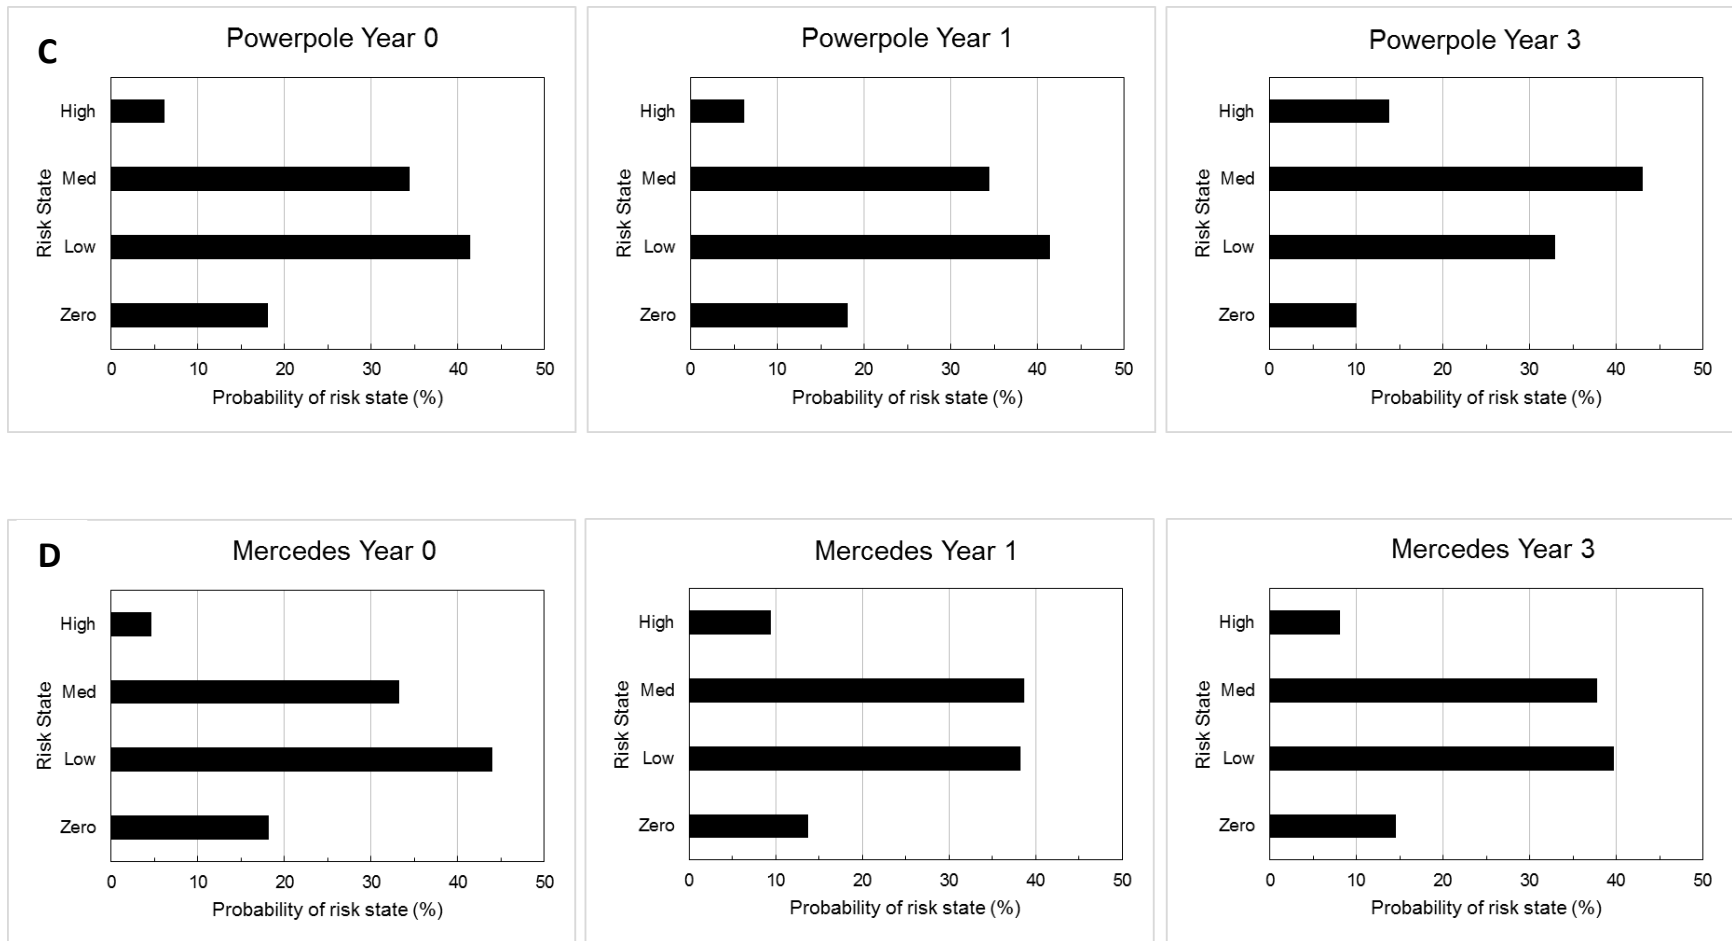 C
Powerpole Year 0
Risk State
High
Med
Low
Zero
0 10 20 30 40 50
Probability of risk state (%)
Powerpole Year 1
Risk State
High
Med
Low
Zero
0 10 20 30 40 50
Probability of risk state (%)
Powerpole Year 3
Risk State
High
Med
Low
Zero
0 10 20 30 40 50
Probability of risk state (%)
D
Mercedes Year 0
Risk State
High
Med
Low
Zero
0 10 20 30 40 50
Probability of risk state (%)
Mercedes Year 1
Risk State
High
Med
Low
Zero
0 10 20 30 40 50
Probability of risk state (%)
Mercedes Year 3
Risk State
High
Med
Low
Zero
0 10 20 30 40 50
Probability of risk state (%)